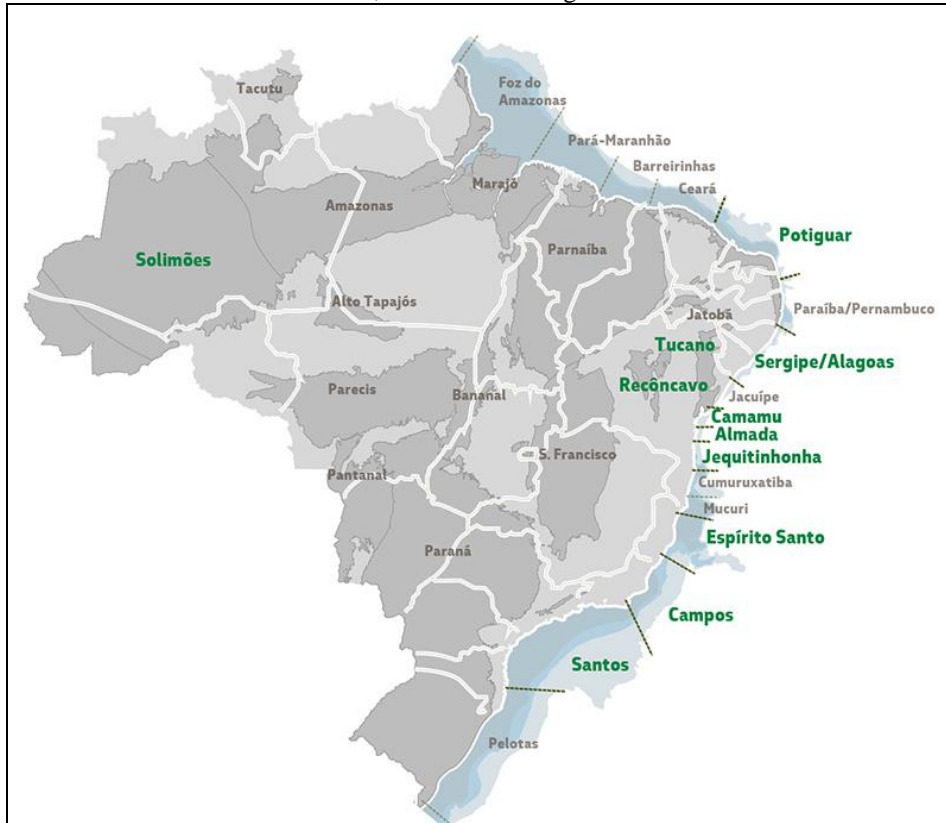 Tacutu
Foz do
Amazonas
Pará-Maranhão
Barreirinhas
Ceará
Marajó
Amazonas
Potiguar
Solimões
Parnaíba
Alto Tapajós
Jatobá
Paraíba/Pernambuco
Tucano
Sergipe/Alagoas
Recôncavo
Parecis
Bananal
Jacuípe
Camamu
Almada
S. Francisco
Jequitinhonha
Pantanal
Cumuruxatiba
Mucuri
Espírito Santo
Paraná
Campos
Santos
Pelotas